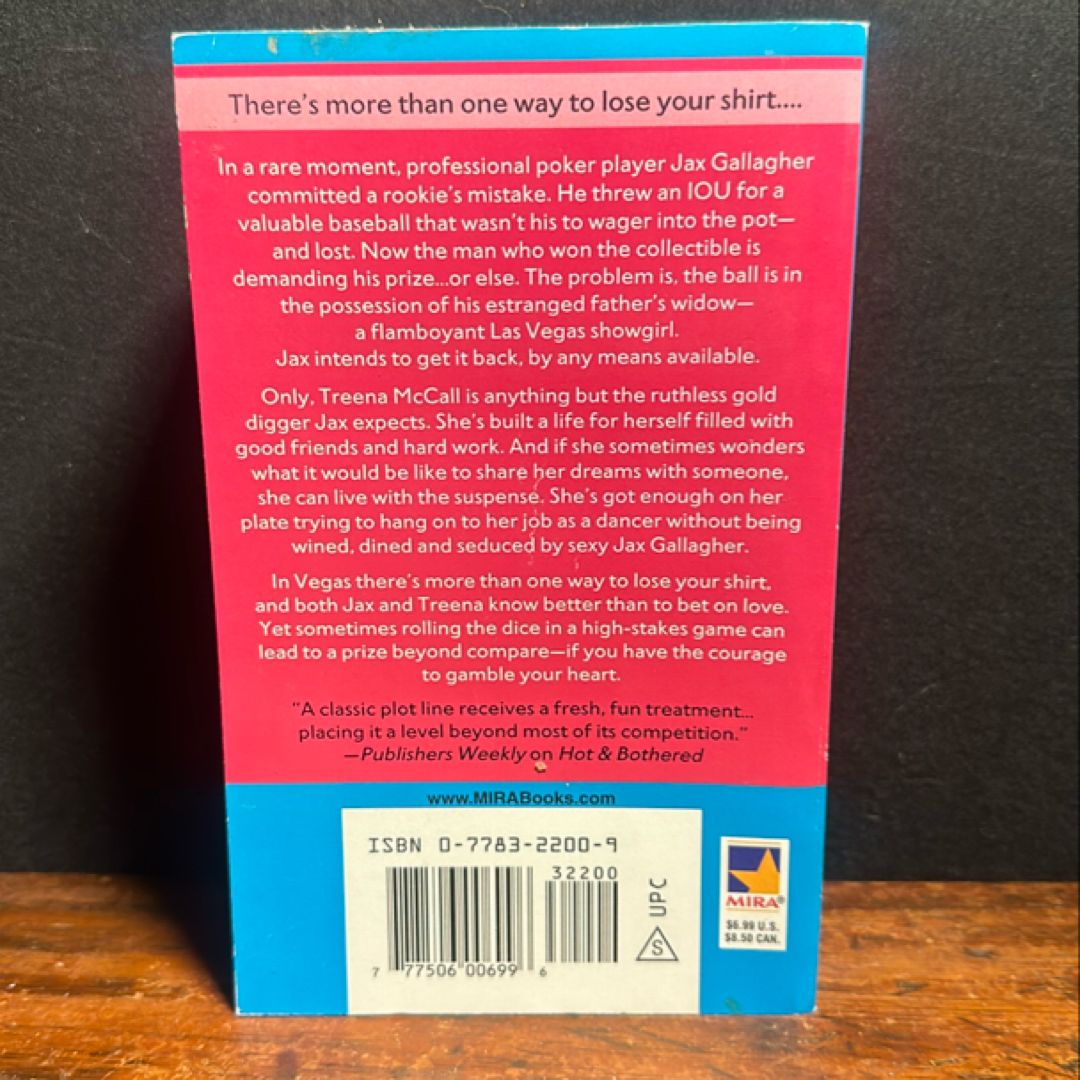 There's more than one way to lose your shirt....
In a rare moment, professional poker player Jax Gallagher
committed a rookie's mistake. He threw an IOU for a
valuable baseball that wasn't his to wager into the pot—
and lost. Now the man who won the collectible is
demanding his prize...or else. The problem is, the ball is in
the possession of his estranged father's widow—
a flamboyant Las Vegas showgirl.
Jax intends to get it back, by any means available.
Only, Treena McCall is anything but the ruthless gold
digger Jax expects. She's built a life for herself filled with
good friends and hard work. And if she sometimes wonders
what it would be like to share her dreams with someone,
she can live with the suspense. She's got enough on her
plate trying to hang on to her job as a dancer without being
wined, dined and seduced by sexy Jax Gallagher.
In Vegas there's more than one way to lose your shirt,
and both Jax and Treena know better than to bet on love.
Yet sometimes rolling the dice in a high-stakes game can
lead to a prize beyond compare—if you have the courage
to gamble your heart.
"A classic plot line receives a fresh, fun treatment...
placing it a level beyond most of its competition."
—Publishers Weekly on Hot & Bothered
www.MIRABooks.com
ISBN 0-7783-2200-9
32200
UPC
S
7 77506 00699 6
MIRA®
$6.99 U.S.
$8.50 CAN.